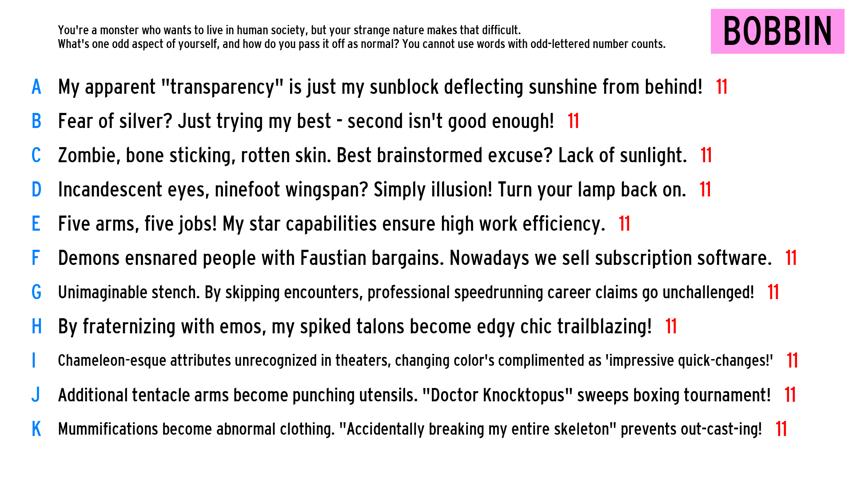 You're a monster who wants to live in human society, but your strange nature makes that difficult.
What's one odd aspect of yourself, and how do you pass it off as normal? You cannot use words with odd-lettered number counts.
BOBBIN
A My apparent "transparency" is just my sunblock deflecting sunshine from behind! 11
B Fear of silver? Just trying my best - second isn't good enough! 11
C Zombie, bone sticking, rotten skin. Best brainstormed excuse? Lack of sunlight. 11
D Incandescent eyes, ninefoot wingspan? Simply illusion! Turn your lamp back on. 11
E Five arms, five jobs! My star capabilities ensure high work efficiency. 11
F Demons ensnared people with Faustian bargains. Nowadays we sell subscription software. 11
G Unimaginable stench. By skipping encounters, professional speedrunning career claims go unchallenged! 11
H By fraternizing with emos, my spiked talons become edgy chic trailblazing! 11
I Chameleon-esque attributes unrecognized in theaters, changing color's complimented as 'impressive quick-changes!' 11
J Additional tentacle arms become punching utensils. "Doctor Knocktopus" sweeps boxing tournament! 11
K Mummifications become abnormal clothing. "Accidentally breaking my entire skeleton" prevents out-cast-ing! 11